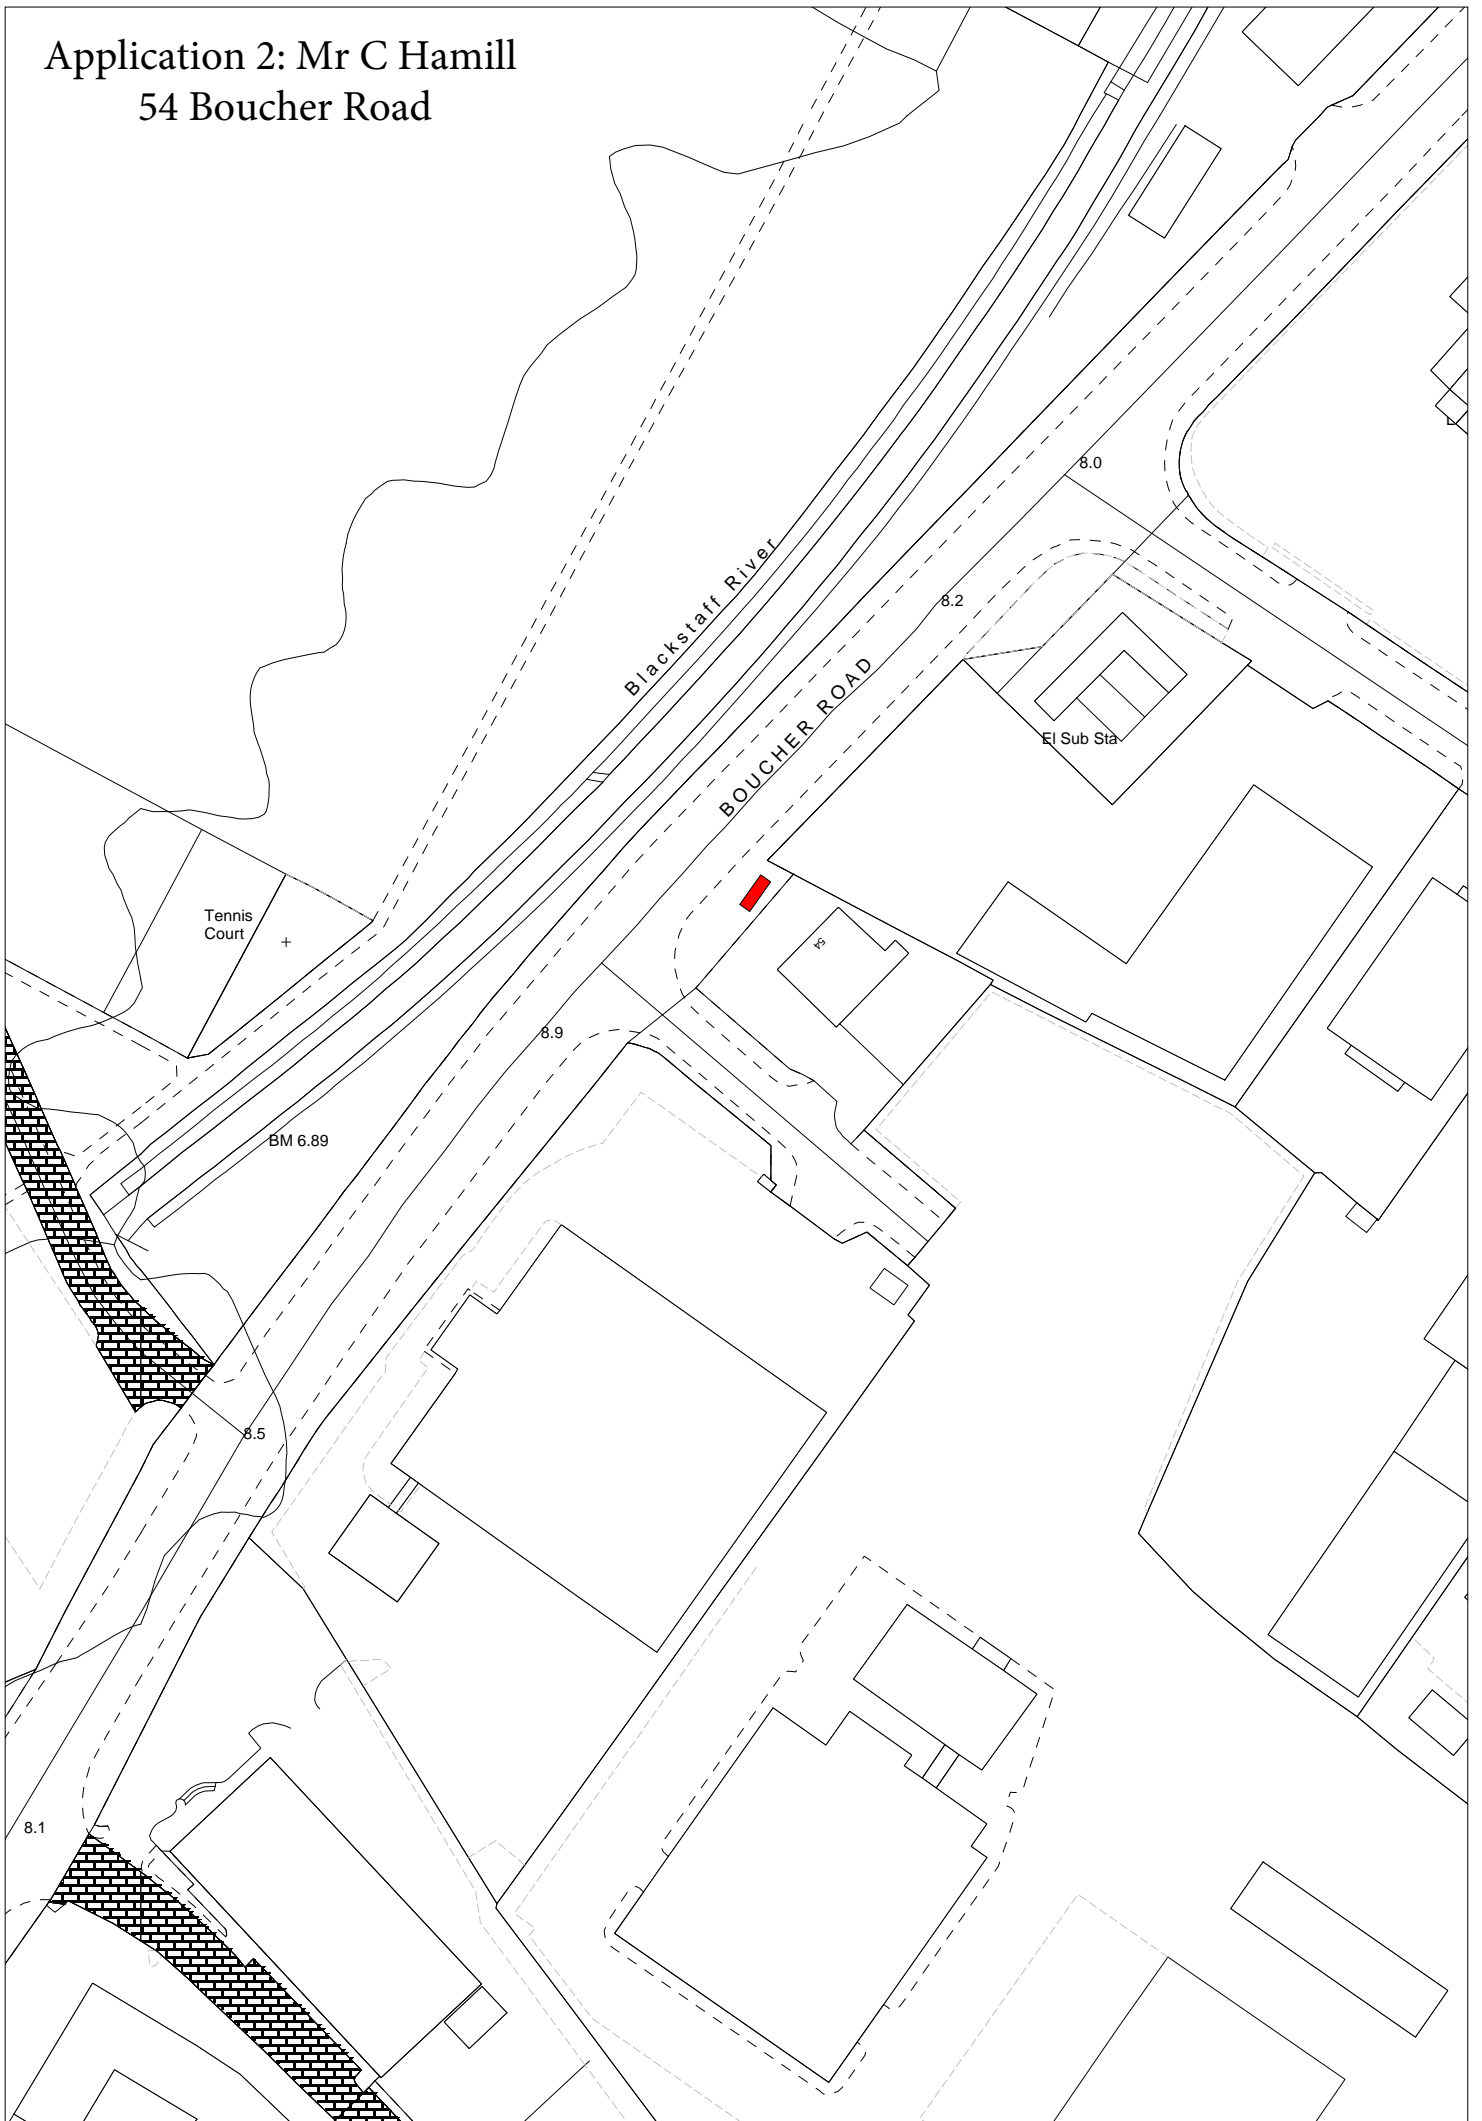 Application 2: Mr C Hamill
54 Boucher Road
8.0
Blackstaff River
8.2
BOUCHER ROAD
El Sub Sta
Tennis
Court
54
8.9
BM 6.89
8.5
8.1